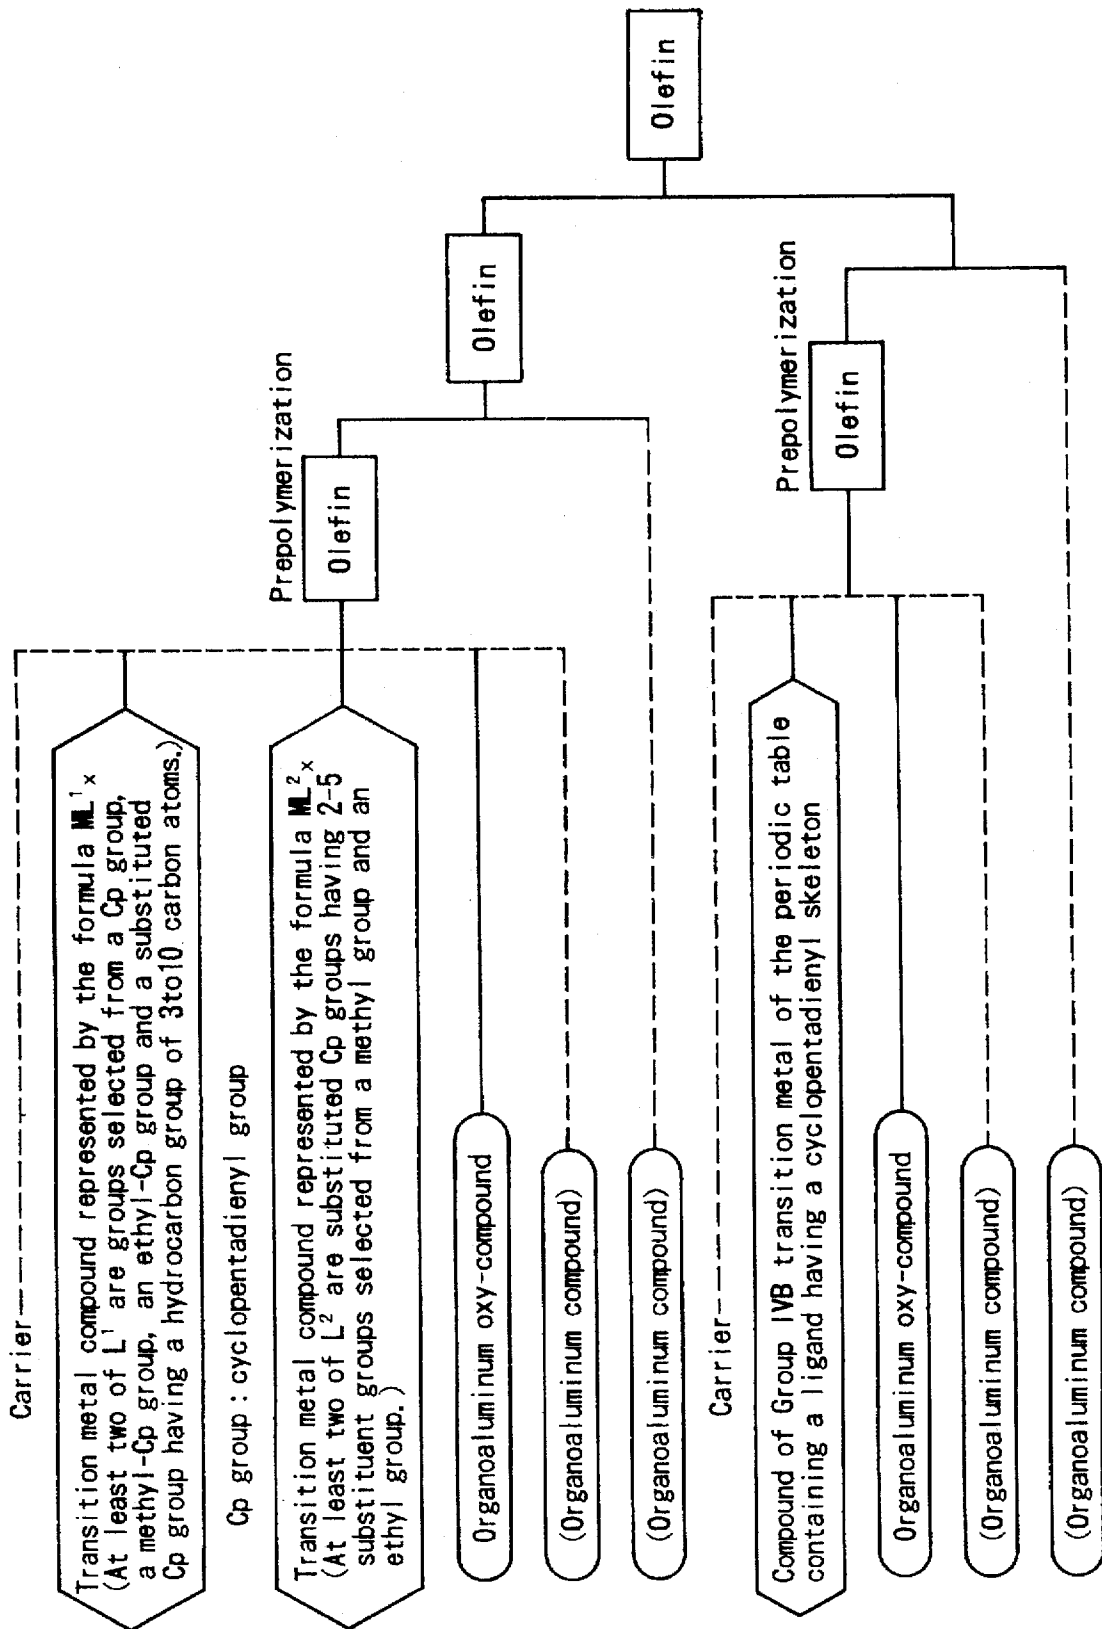 Carrier
Transition metal compound represented by the formula ML¹x
(At least two of L¹ are groups selected from a Cp group,
a methyl-Cp group, an ethyl-Cp group and a substituted
Cp group having a hydrocarbon group of 3to10 carbon atoms.)
Cp group : cyclopentadienyl group
Transition metal compound represented by the formula ML²x
(At least two of L² are substituted Cp groups having 2-5
substituent groups selected from a methyl group and an
ethyl group.)
Organoaluminum oxy-compound
(Organoaluminum compound)
(Organoaluminum compound)
Prepolymerization
Olefin
Olefin
Olefin
Carrier
Compound of Group IVB transition metal of the periodic table
containing a ligand having a cyclopentadienyl skeleton
Organoaluminum oxy-compound
(Organoaluminum compound)
(Organoaluminum compound)
Prepolymerization
Olefin